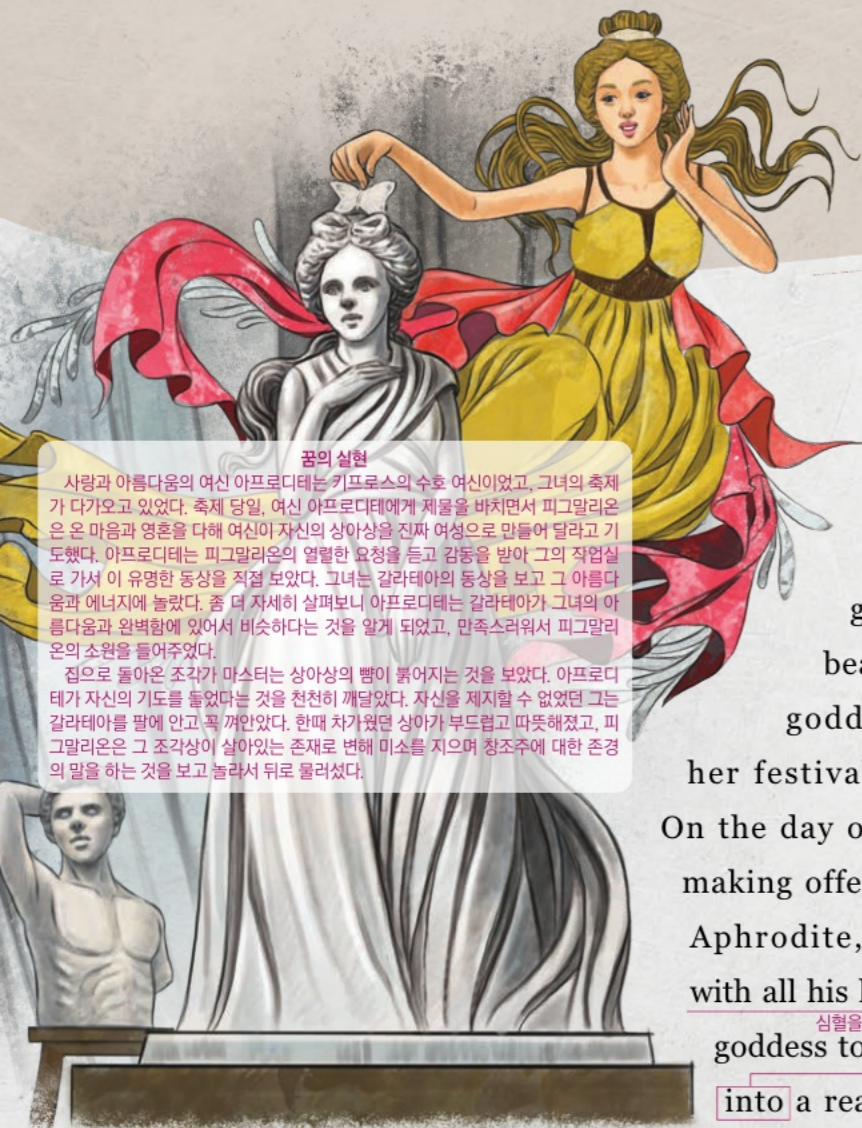 꿈의 실현
사랑과 아름다움의 여신 아프로디테는 키프로스의 수호 여신이었고, 그녀의 축제
가 다가오고 있었다. 축제 당일, 여신 아프로디테에게 제물을 바치면서 피그말리온
은 온 마음과 영혼을 다해 여신이 자신의 상아상을 진짜 여성으로 만들어 달라고 기
도했다. 아프로디테는 피그말리온의 열렬한 요청을 듣고 감동을 받아 그의 작업실
로 가서 이 유명한 동상을 직접 보았다. 그녀는 갈라테아의 동상을 보고 그 아름다
움과 에너지에 놀랐다. 좀 더 자세히 살펴보니 아프로디테는 갈라테아가 그녀의 아
름다움과 완벽함에 있어서 비슷하다는 것을 알게 되었고, 만족스러워서 피그말리
온의 소원을 들어주었다.
집으로 돌아온 조각가 마스터는 상아상의 뺨이 붉어지는 것을 보았다. 아프로디
테가 자신의 기도를 들었다는 것을 천천히 깨달았다. 자신을 제지할 수 없었던 그는
갈라테아를 팔에 안고 꼭 껴안았다. 한때 차가웠던 상아가 부드럽고 따뜻해졌고, 피
그말리온은 그 조각상이 살아있는 존재로 변해 미소를 지으며 창조주에 대한 존경
의 말을 하는 것을 보고 놀라서 뒤로 물러섰다.
g
bea
godd
her festival
On the day o
making offe
Aphrodite,
with all his
심혈을
goddess to
into a rea